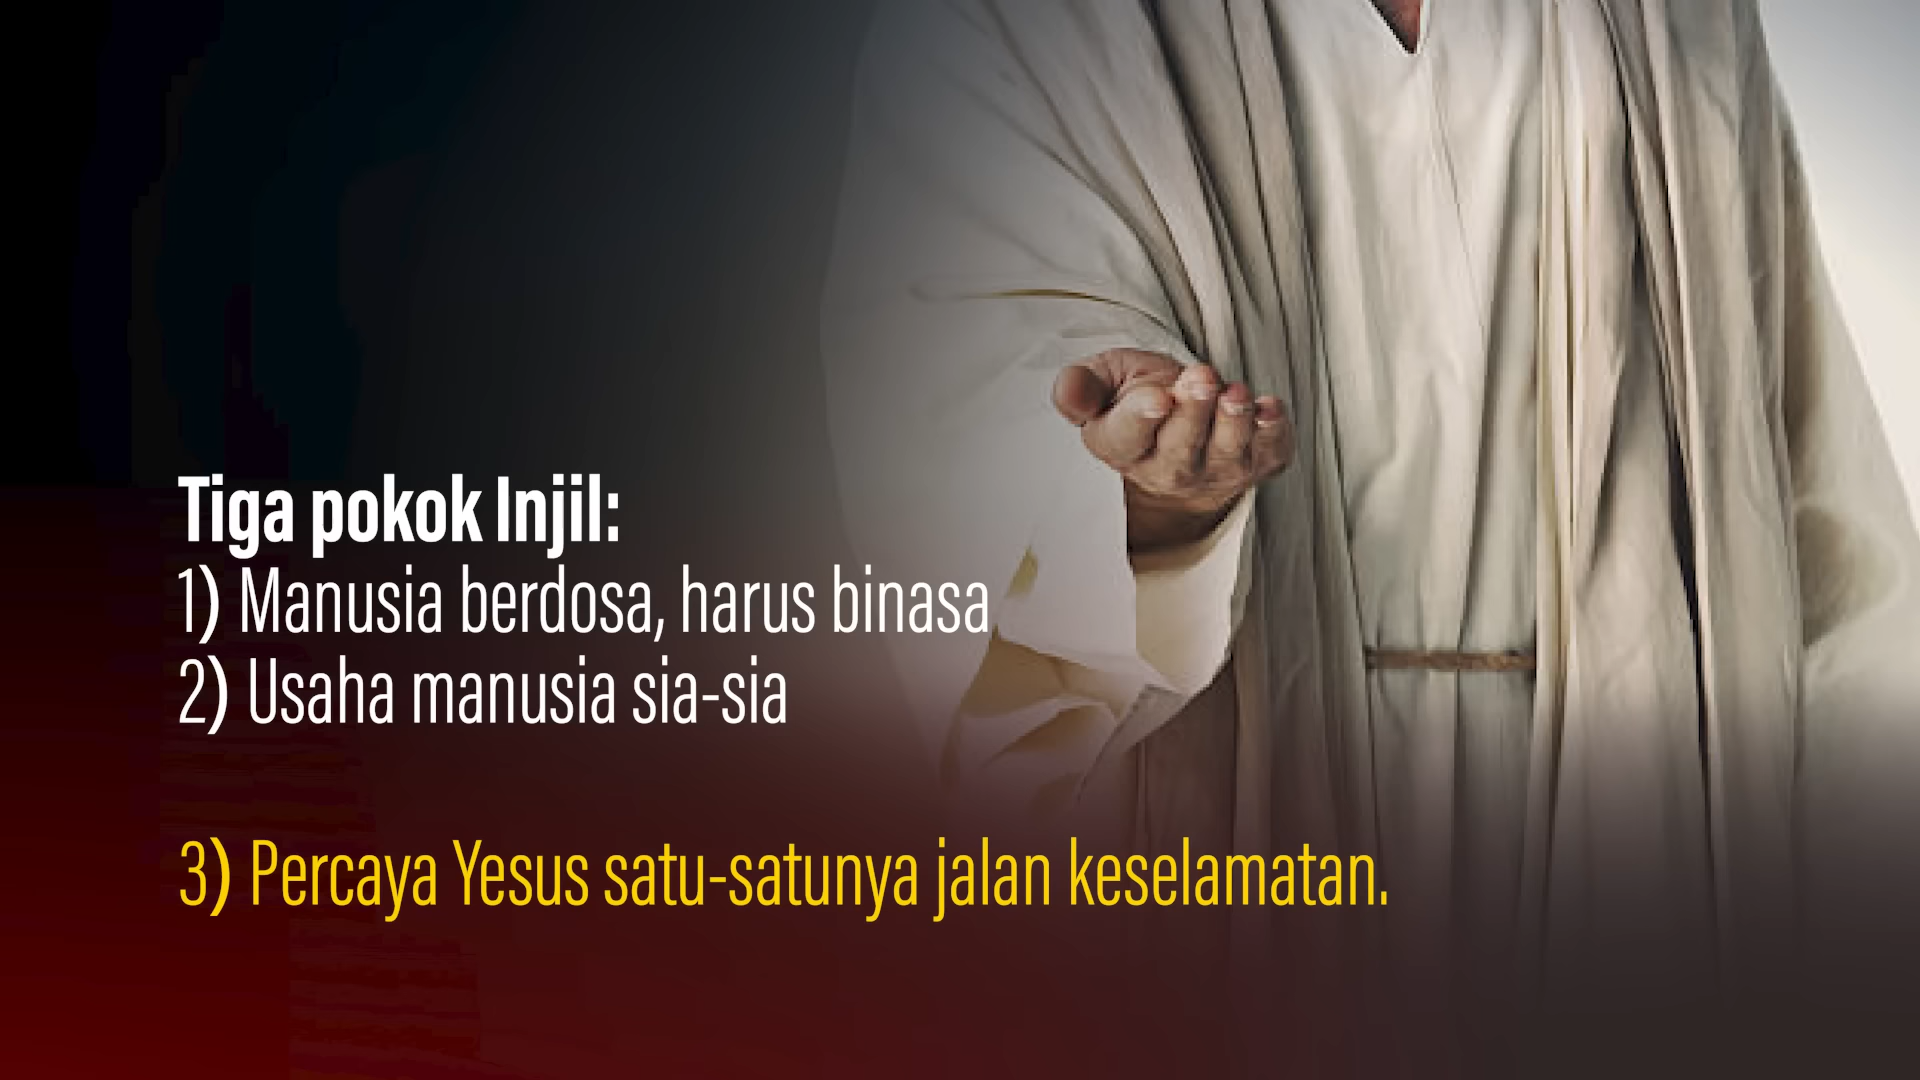 Tiga pokok Injil:
1) Manusia berdosa, harus binasa
2) Usaha manusia sia-sia
3) Percaya Yesus satu-satunya jalan keselamatan.